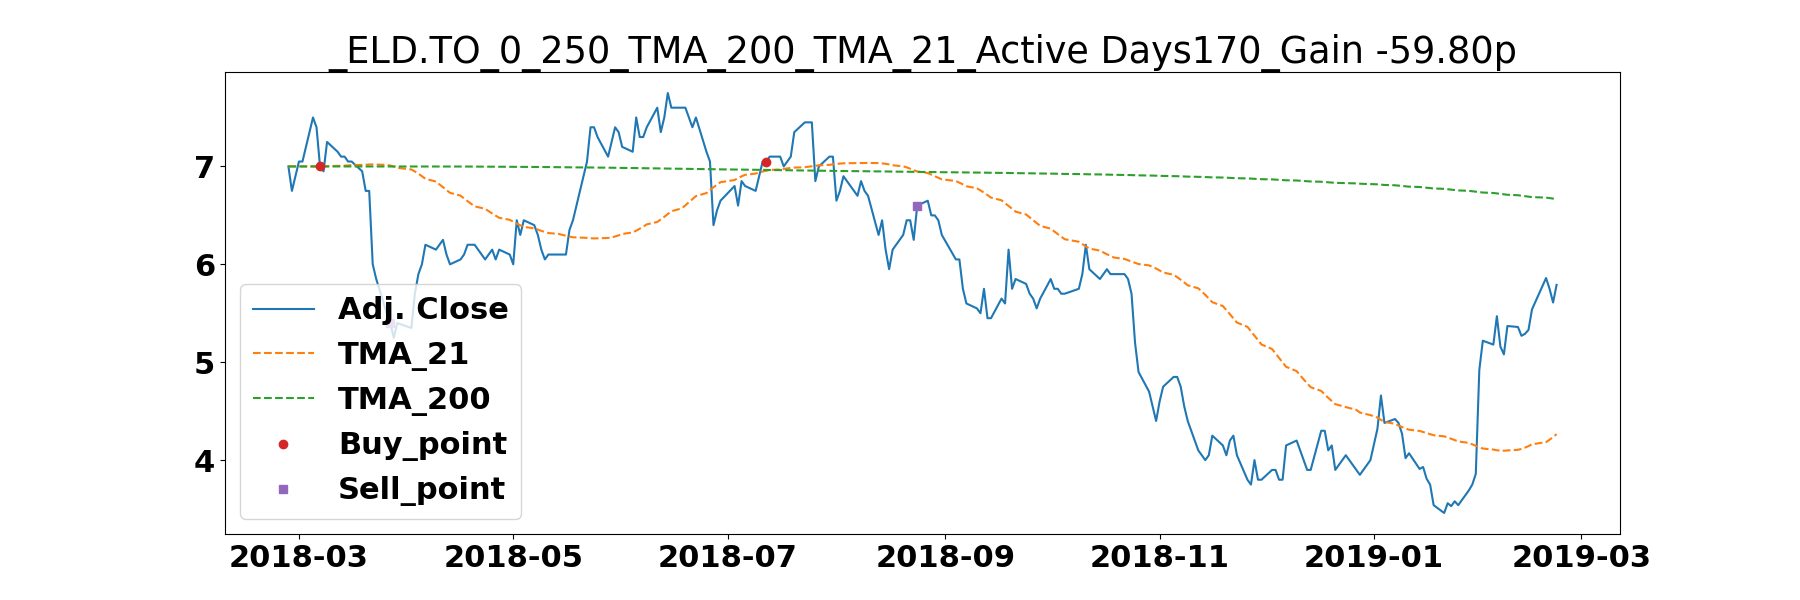 _ELD.TO_0_250_TMA_200_TMA_21_Active Days170_Gain -59.80p
7
6
5
4
Adj. Close
TMA_21
TMA_200
Buy_point
Sell_point
2018-03 2018-05 2018-07 2018-09 2018-11 2019-01 2019-03